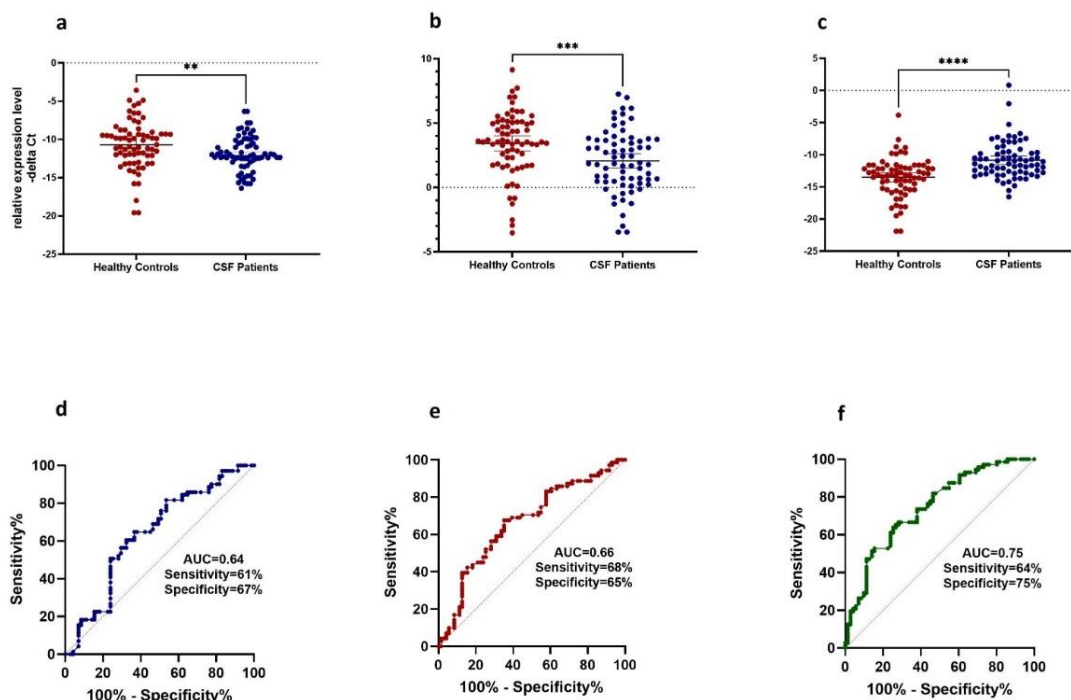 a
b
c
relative expression level
-delta Ct
**
0
-5
-10
-15
-20
-25
Healthy Controls CSF Patients
***
10
5
0
-5
Healthy Controls CSF Patients
****
5
0
-5
-10
-15
-20
-25
Healthy Controls CSF Patients
d
e
f
Sensitivity%
100
80
60
40
20
0
AUC=0.64
Sensitivity=61%
Specificity=67%
0 20 40 60 80 100
100% - Specificity%
Sensitivity%
100
80
60
40
20
0
AUC=0.66
Sensitivity=68%
Specificity=65%
0 20 40 60 80 100
100% - Specificity%
Sensitivity%
100
80
60
40
20
0
AUC=0.75
Sensitivity=64%
Specificity=75%
0 20 40 60 80 100
100% - Specificity%